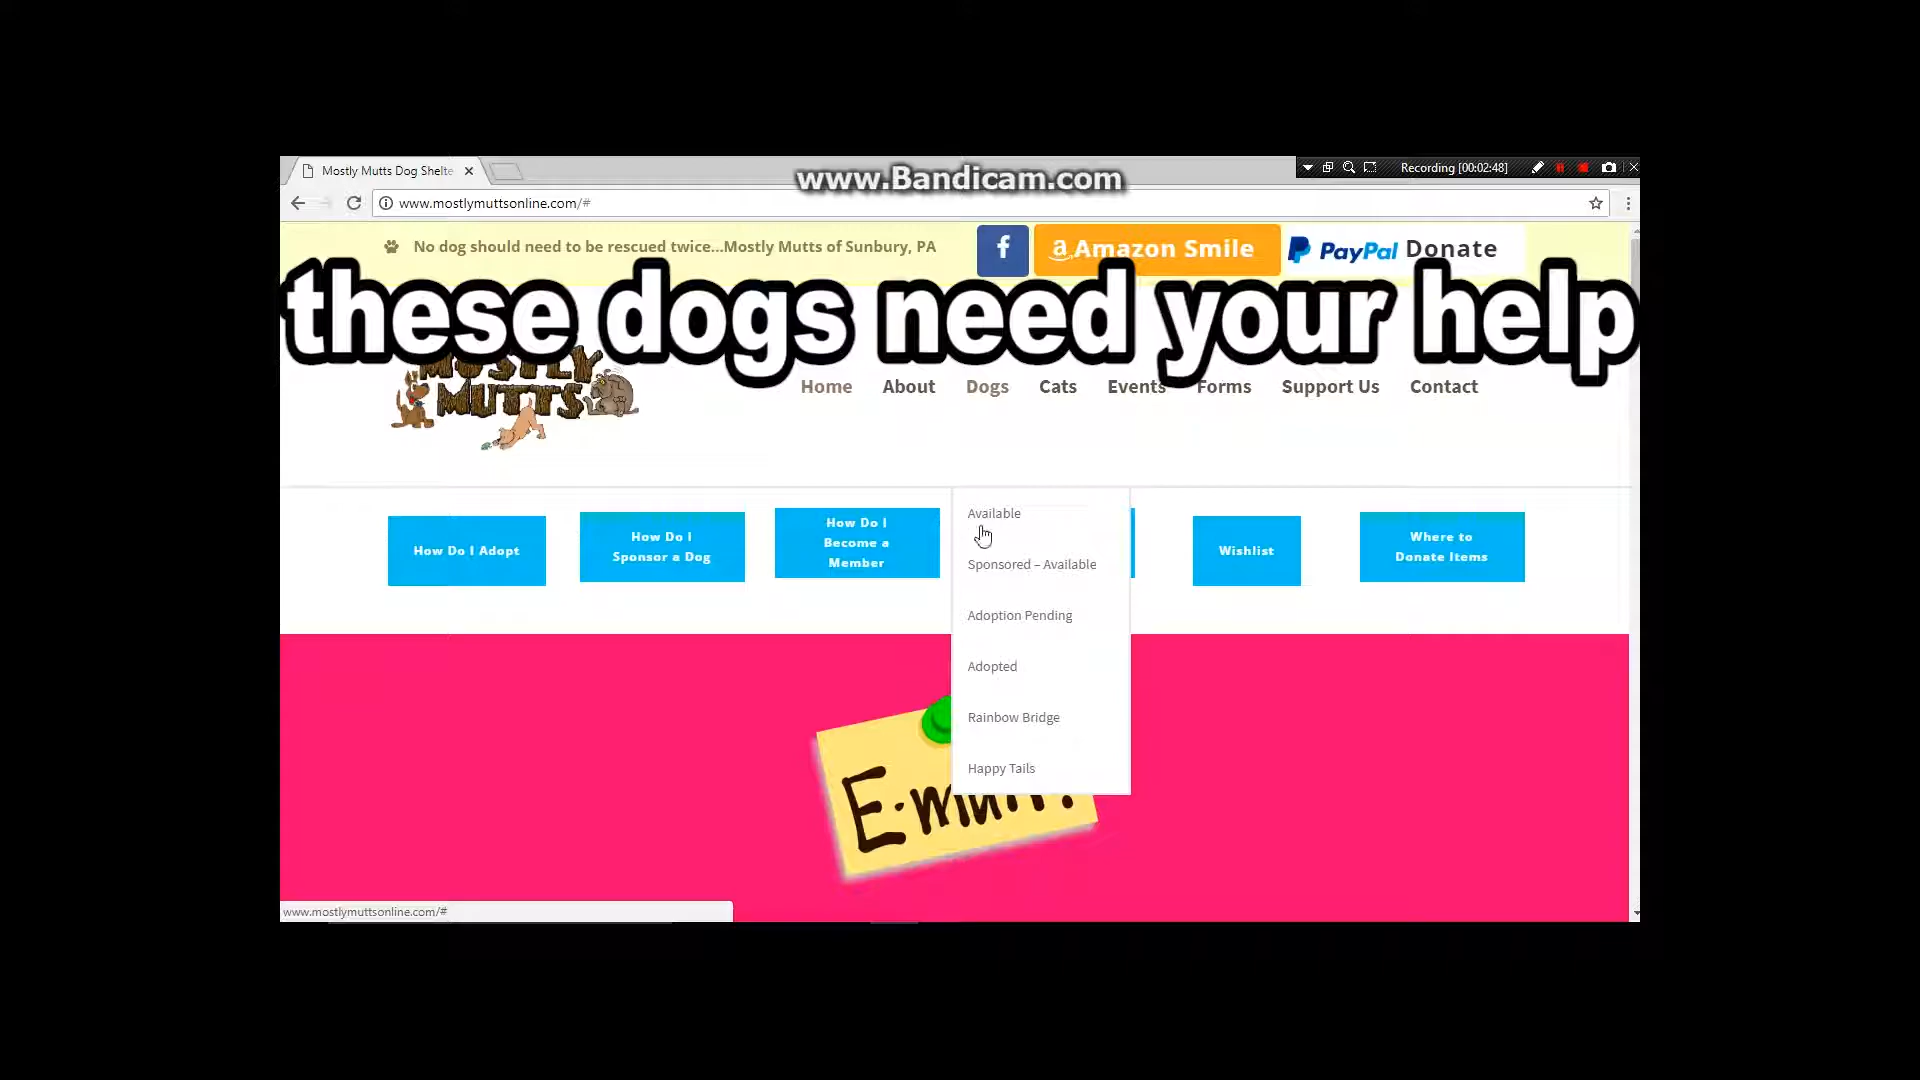 Mostly Mutts Dog Shelte
www.Bandicam.com
Recording [00:02:48]
www.mostlymuttsonline.com/#
No dog should need to be rescued twice...Mostly Mutts of Sunbury, PA
f
a Amazon Smile
PayPal Donate
these dogs need your help
MOSTLY
MUTTS
Home About Dogs Cats Events Forms Support Us Contact
How Do I Adopt
How Do I
Sponsor a Dog
How Do I
Become a
Member
Available
Sponsored – Available
Adoption Pending
Adopted
Rainbow Bridge
Happy Tails
Wishlist
Where to
Donate Items
www.mostlymuttsonline.com/#